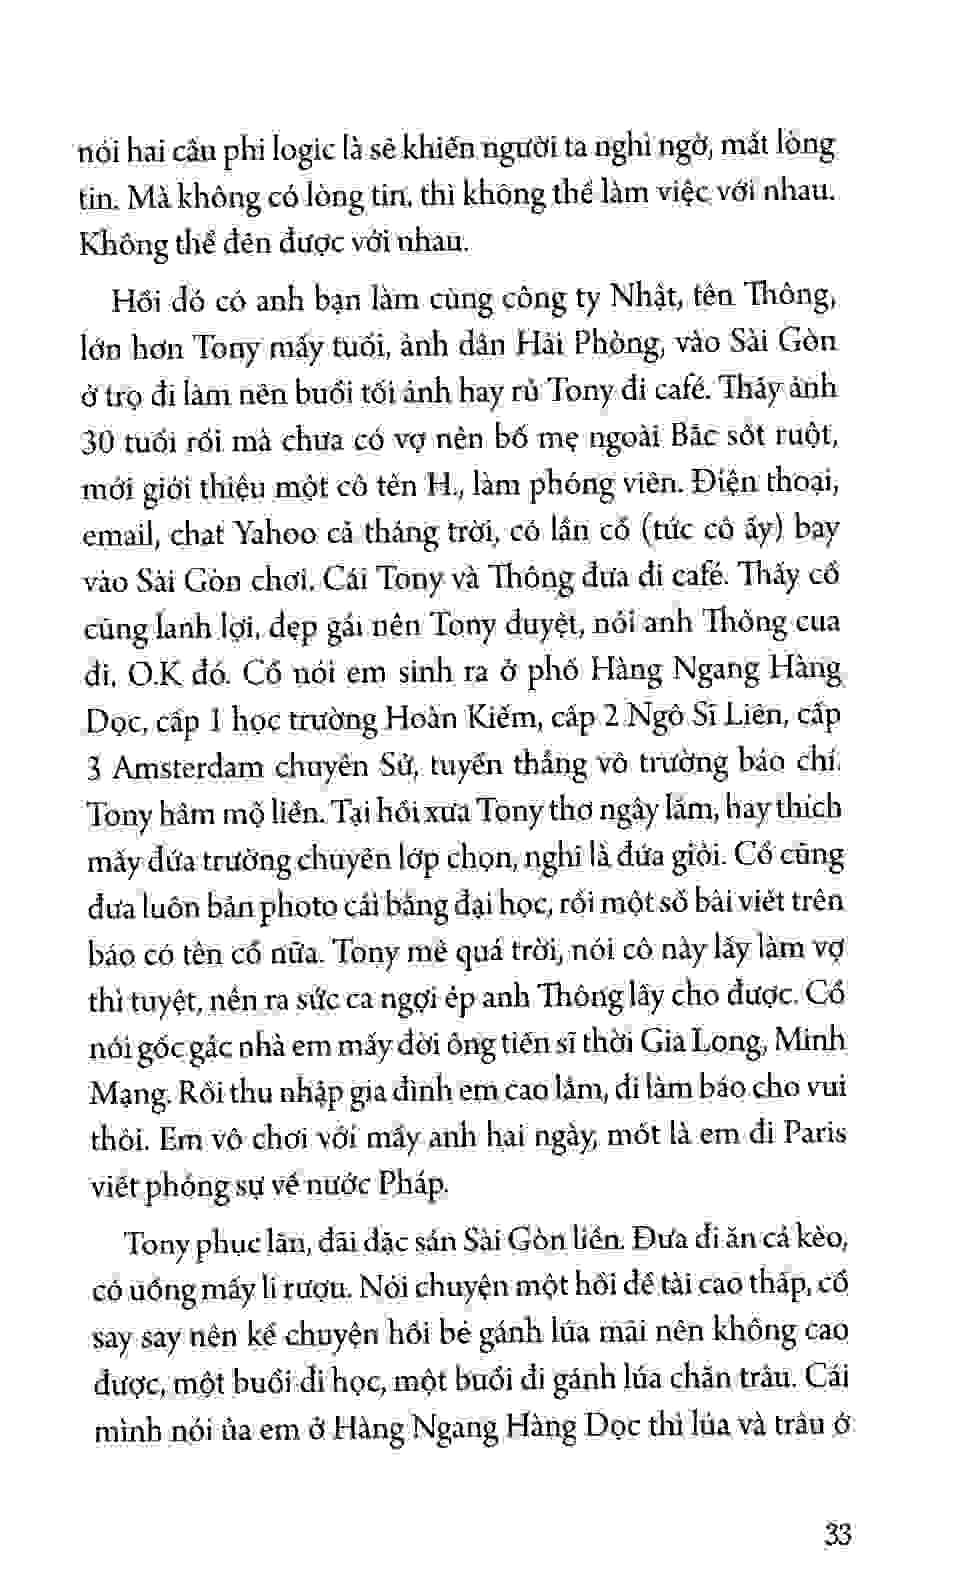 nói hai câu phi logic là sẽ khiến người ta nghi ngờ, mất lòng
tin. Mà không có lòng tin, thì không thể làm việc với nhau.
Không thể đến được với nhau.
Hồi đó có anh bạn làm cùng công ty Nhật, tên Thông,
lớn hơn Tony mấy tuổi, ảnh dân Hải Phòng, vào Sài Gòn
ở trọ đi làm nên buổi tối ảnh hay rủ Tony đi café. Thấy ảnh
30 tuổi rồi mà chưa có vợ nên bố mẹ ngoài Bắc sốt ruột,
mới giới thiệu một cô tên H., làm phóng viên. Điện thoại,
email, chat Yahoo cả tháng trời, có lần cổ (tức cô ấy) bay
vào Sài Gòn chơi. Cái Tony và Thông đưa đi café. Thấy cổ
cũng lanh lợi, đẹp gái nên Tony duyệt, nói anh Thông cua
đi, O.K đó. Cổ nói em sinh ra ở phố Hàng Ngang Hàng
Dọc, cấp 1 học trường Hoàn Kiếm, cấp 2 Ngô Sĩ Liên, cấp
3 Amsterdam chuyên Sử, tuyển thẳng vô trường báo chí.
Tony hâm mộ liền. Tại hồi xưa Tony thơ ngây lắm, hay thích
mấy đứa trường chuyên lớp chọn, nghĩ là đứa giỏi. Cổ cũng
đưa luôn bản photo cái bằng đại học, rồi một số bài viết trên
báo có tên cổ nữa. Tony mê quá trời, nói cô này lấy làm vợ
thì tuyệt, nên ra sức ca ngợi ép anh Thông lấy cho được. Cổ
nói gốc gác nhà em mấy đời ông tiến sĩ thời Gia Long, Minh
Mạng. Rồi thu nhập gia đình em cao lắm, đi làm báo cho vui
thôi. Em vô chơi với mấy anh hai ngày, mốt là em đi Paris
viết phóng sự về nước Pháp.
Tony phục lăn, đãi đặc sản Sài Gòn liền. Đưa đi ăn cá kèo,
có uống mấy li rượu. Nói chuyện một hồi đề tài cao thấp, cổ
say say nên kể chuyện hồi bé gánh lúa mãi nên không cao
được, một buổi đi học, một buổi đi gánh lúa chăn trâu. Cái
mình nói ủa em ở Hàng Ngang Hàng Dọc thì lúa và trâu ở
33